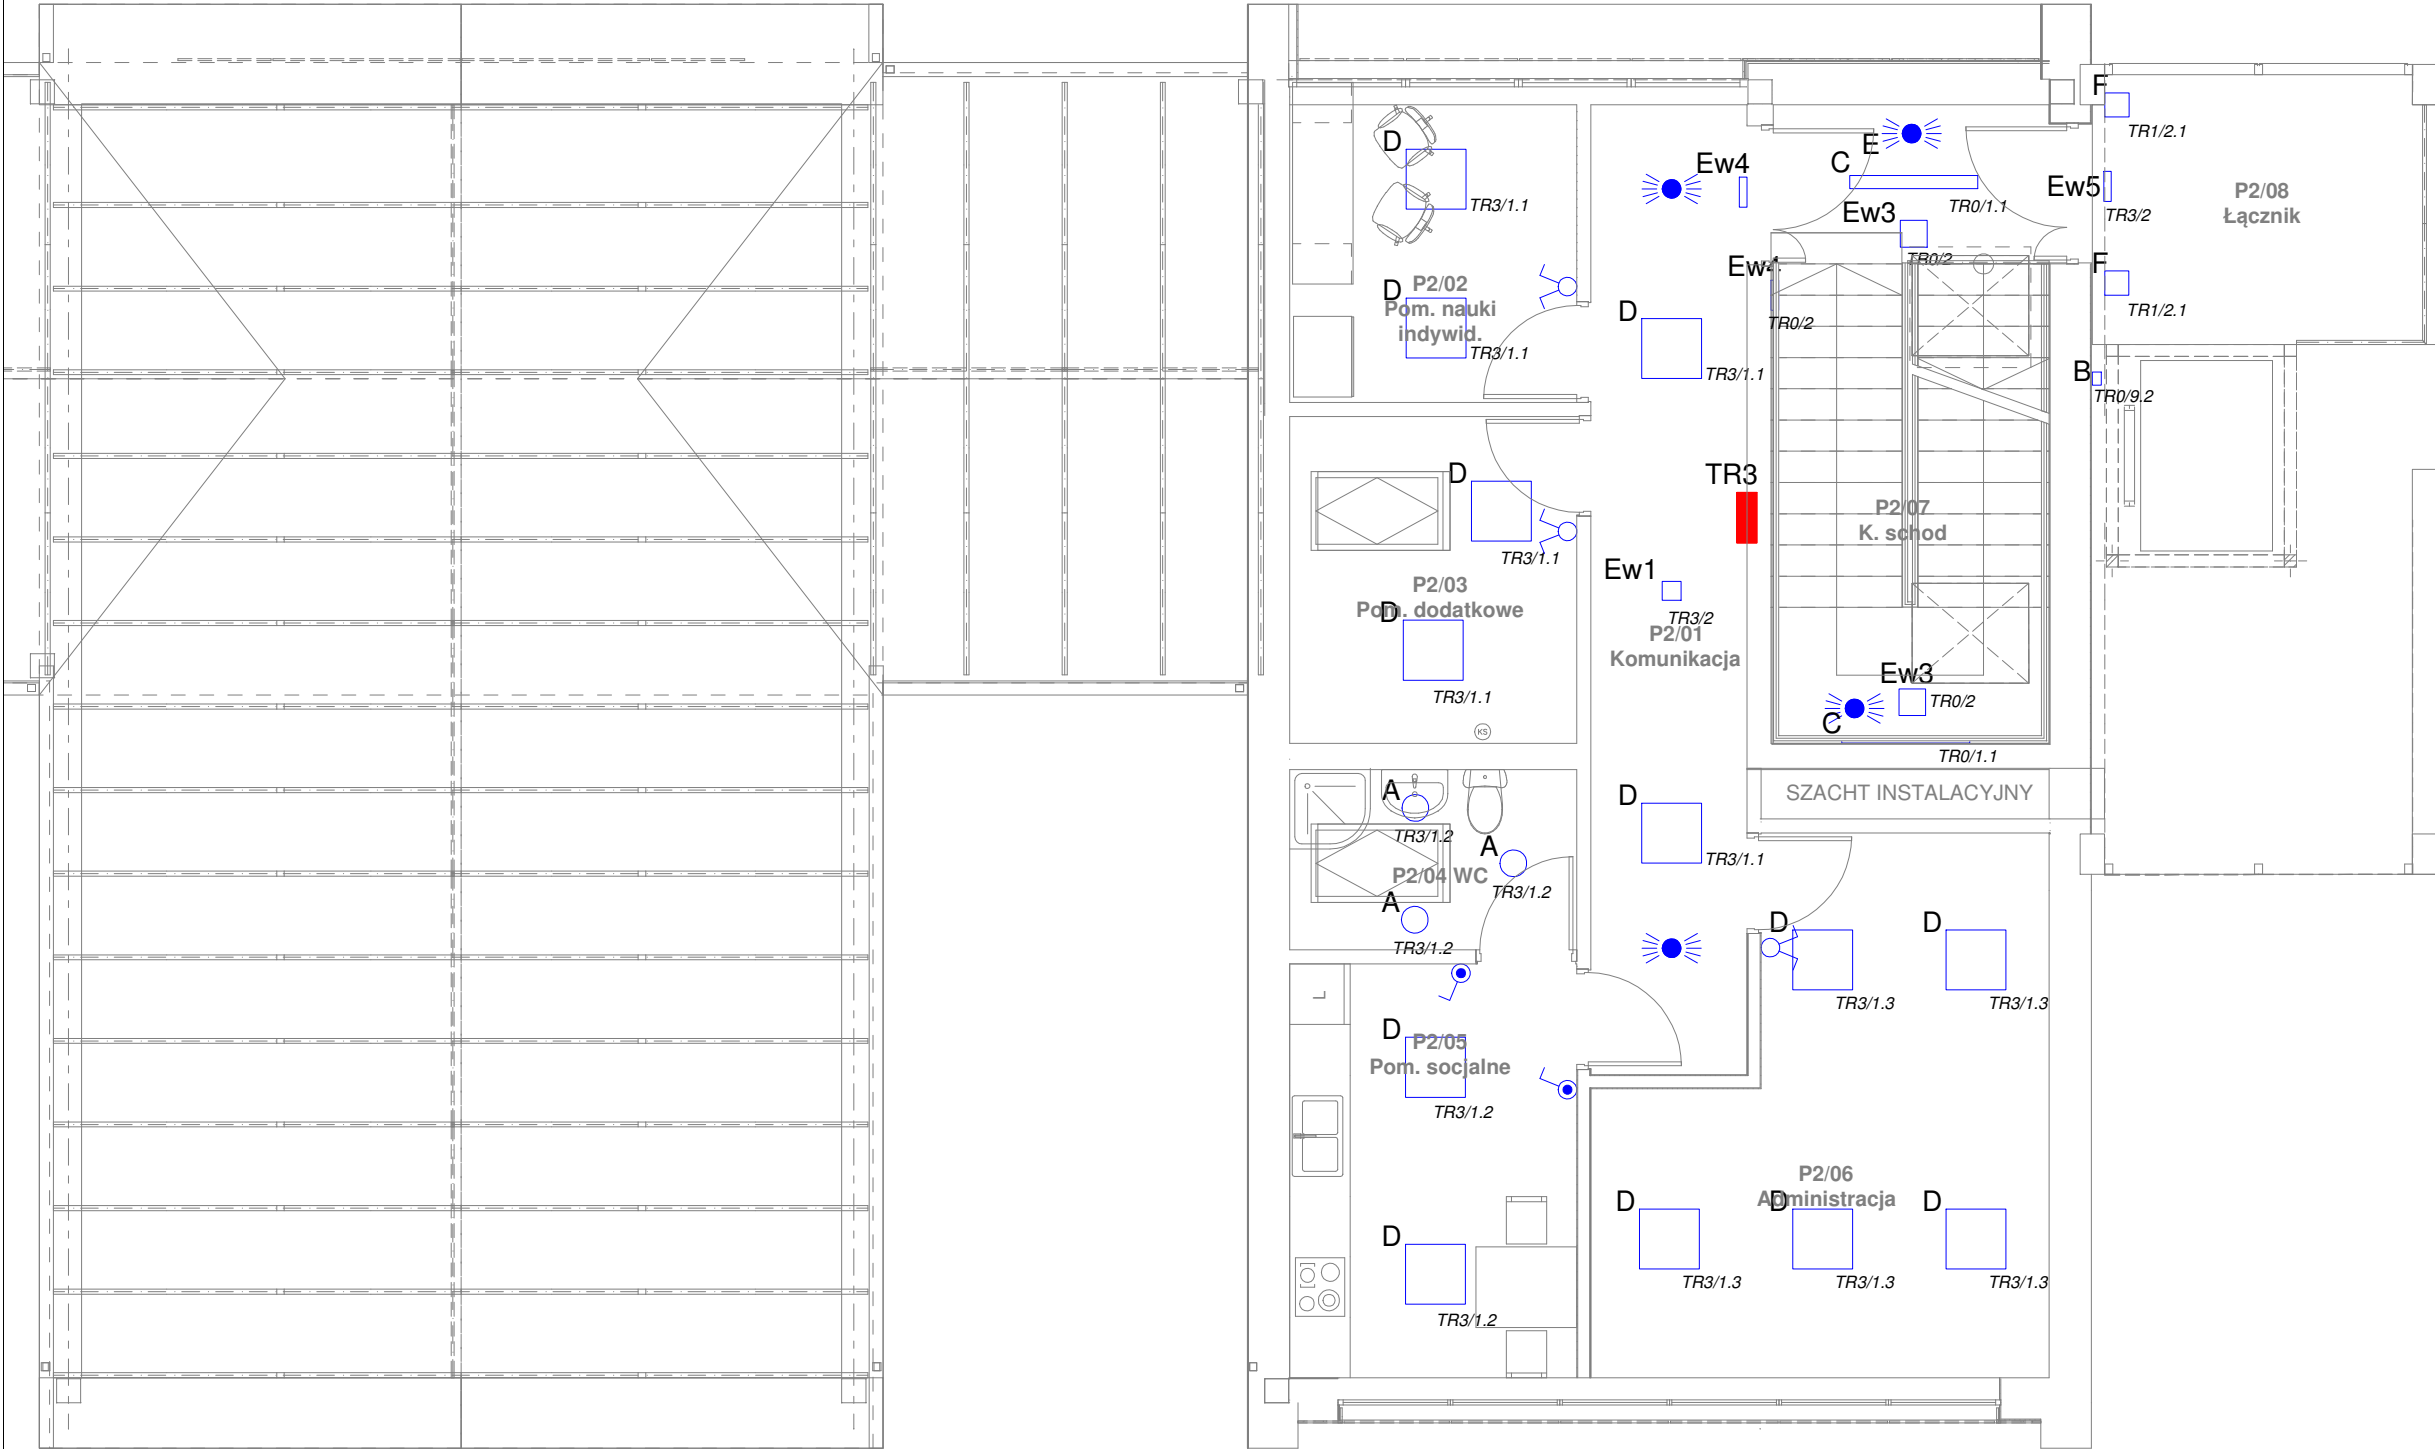 F
TR1/2.1
D
E
C
Ew4
Ew5
TR3/2
P2/08
Łącznik
TR3/1.1
TR0/1.1
Ew3
TR0/2
F
TR1/2.1
Ew4
TR0/2
D
P2/02
Pom. nauki
indywid.
TR3/1.1
D
TR3/1.1
B
TR0/9.2
D
TR3/1.1
TR3
P2/07
K. schod
Ew1
TR3/2
P2/03
Pom. dodatkowe
D
TR3/1.1
P2/01
Komunikacja
Ew3
TR0/2
C
TR0/1.1
KS
SZACHT INSTALACYJNY
A
TR3/1.2
A
TR3/1.2
P2/04 WC
A
TR3/1.2
D
TR3/1.1
D
TR3/1.3
D
TR3/1.3
L
D
P2/05
Pom. socjalne
TR3/1.2
D
TR3/1.2
P2/06
Administracja
D
TR3/1.3
D
TR3/1.3
D
TR3/1.3